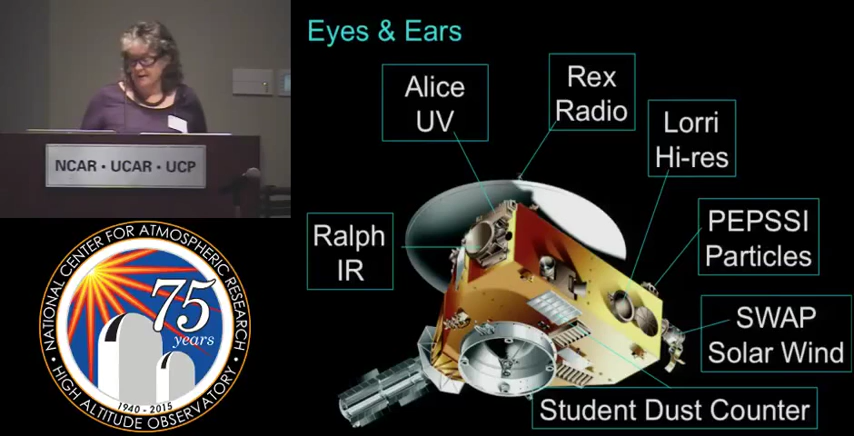 Eyes & Ears
Alice
UV
Rex
Radio
Lorri
Hi-res
Ralph
IR
PEPSSI
Particles
SWAP
Solar Wind
Student Dust Counter
NCAR • UCAR • UCP
NATIONAL CENTER FOR ATMOSPHERIC RESEARCH
75
years
1940 - 2015
HIGH ALTITUDE OBSERVATORY